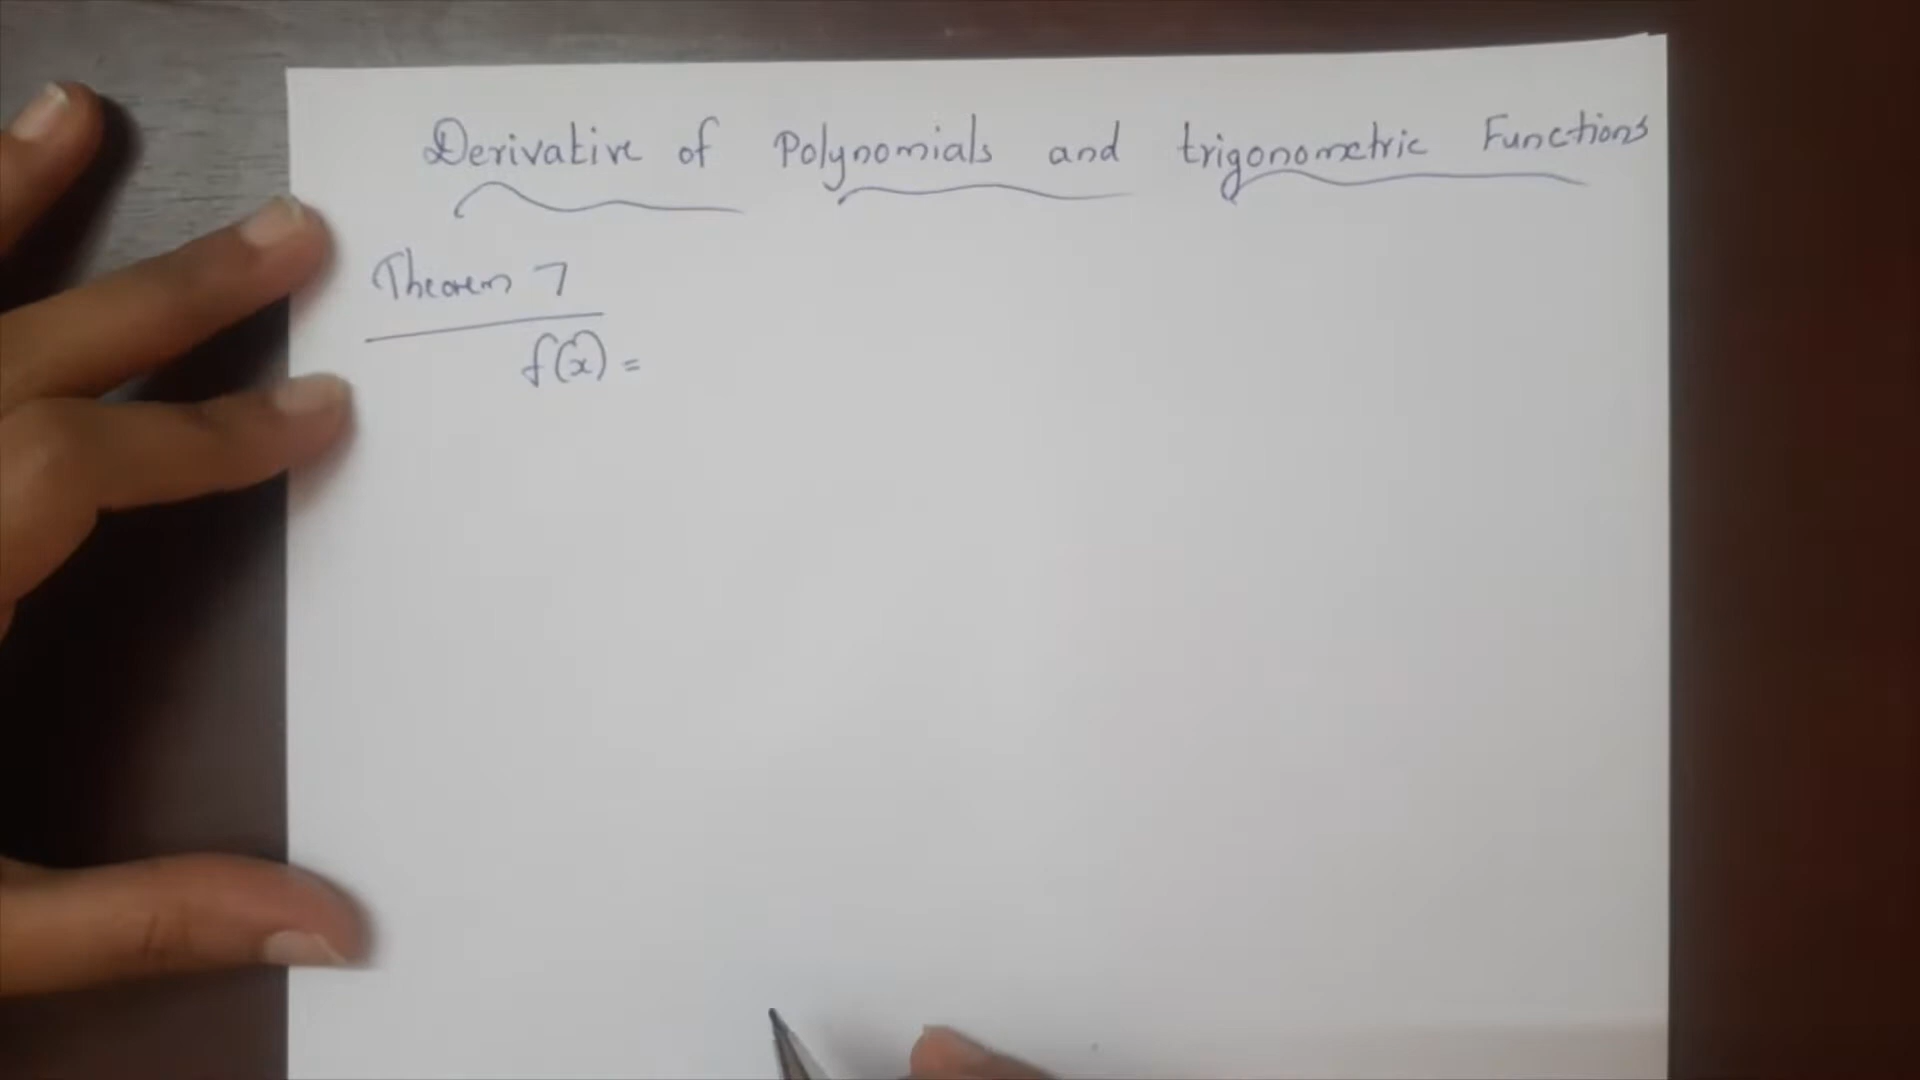 Derivative of Polynomials and trigonometric Functions
Theorem 7
f(x) =